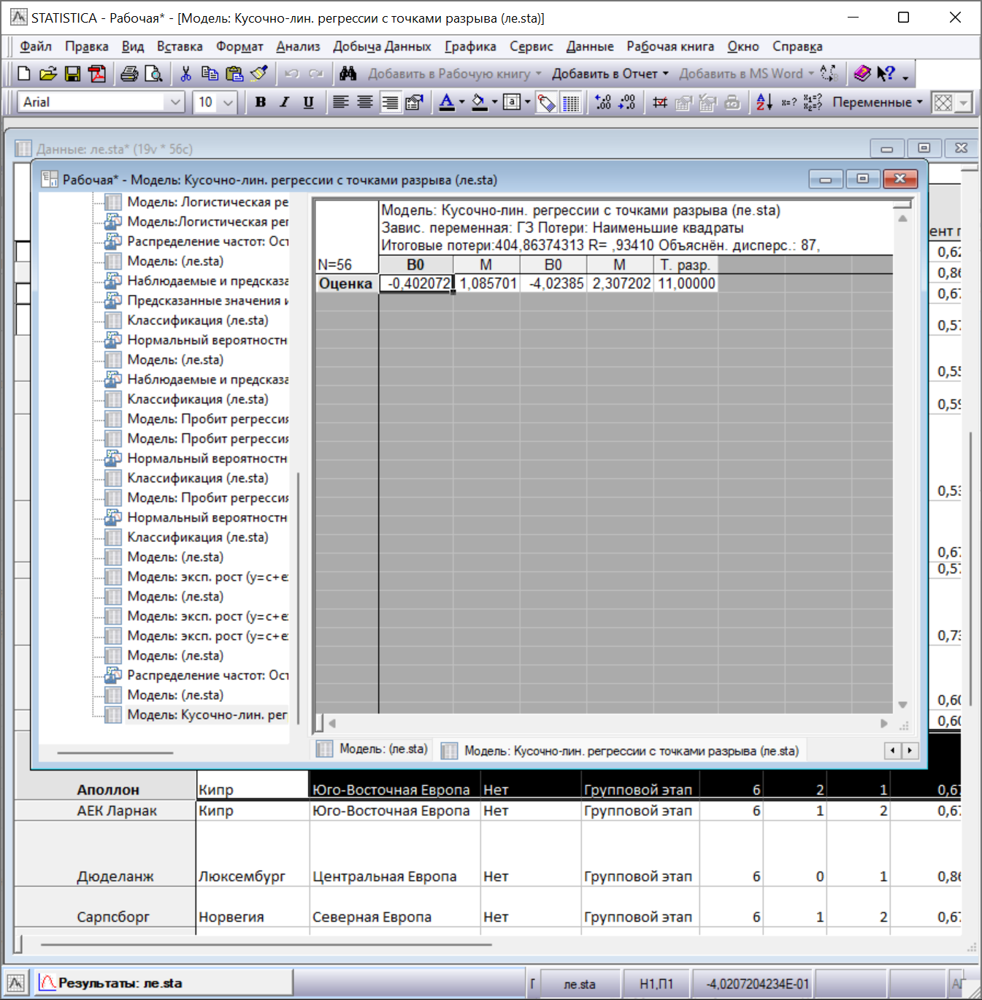 STATISTICA - Рабочая* - [Модель: Кусочно-лин. регрессии с точками разрыва (ле.sta)]
Файл Правка Вид Вставка Формат Анализ Добыча Данных Графика Сервис Данные Рабочая книга Окно Справка
Добавить в Рабочую книгу Добавить в Отчет Добавить в MS Word
Arial 10 B I U Переменные
Данные: ле.sta* (19v * 56c)
Рабочая* - Модель: Кусочно-лин. регрессии с точками разрыва (ле.sta)
Модель: Логистическая ре
Модель:Логистическая рег
Распределение частот: Ост
Модель: (ле.sta)
Наблюдаемые и предсказа
Предсказанные значения и
Классификация (ле.sta)
Нормальный вероятностн
Модель: (ле.sta)
Наблюдаемые и предсказа
Классификация (ле.sta)
Модель: Пробит регрессия
Модель: Пробит регрессия
Нормальный вероятностн
Классификация (ле.sta)
Модель: Пробит регрессия
Нормальный вероятностн
Классификация (ле.sta)
Модель: (ле.sta)
Модель: эксп. рост (y=c+e
Модель: (ле.sta)
Модель: эксп. рост (y=c+e
Модель: эксп. рост (y=c+e
Модель: (ле.sta)
Распределение частот: Ост
Модель: (ле.sta)
Модель: Кусочно-лин. рег
Модель: Кусочно-лин. регрессии с точками разрыва (ле.sta)
Завис. переменная: ГЗ Потери: Наименьшие квадраты
Итоговые потери:404,86374313 R= ,93410 Объяснён. дисперс.: 87,
N=56 B0 M B0 M Т. разр.
Оценка -0,402072 1,085701 -4,02385 2,307202 11,00000
Модель: (ле.sta) Модель: Кусочно-лин. регрессии с точками разрыва (ле.sta)
ент г
0,62
0,86
0,67
0,57
0,55
0,59
0,53
0,67
0,57
0,73
0,60
0,60
Аполлон Кипр Юго-Восточная Европа Нет Групповой этап 6 2 1 0,67
АЕК Ларнак Кипр Юго-Восточная Европа Нет Групповой этап 6 1 2 0,67
Дюделанж Люксембург Центральная Европа Нет Групповой этап 6 0 1 0,86
Сарпсборг Норвегия Северная Европа Нет Групповой этап 6 1 2 0,67
Результаты: ле.sta ле.sta Н1,П1 -4,0207204234E-01